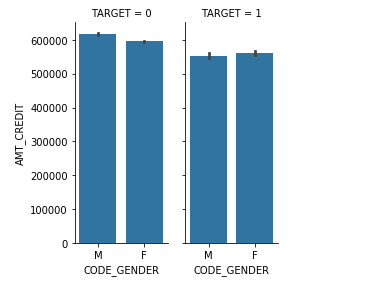 TARGET = 0
TARGET = 1
AMT_CREDIT
600000
500000
400000
300000
200000
100000
0
M
F
M
F
CODE_GENDER
CODE_GENDER